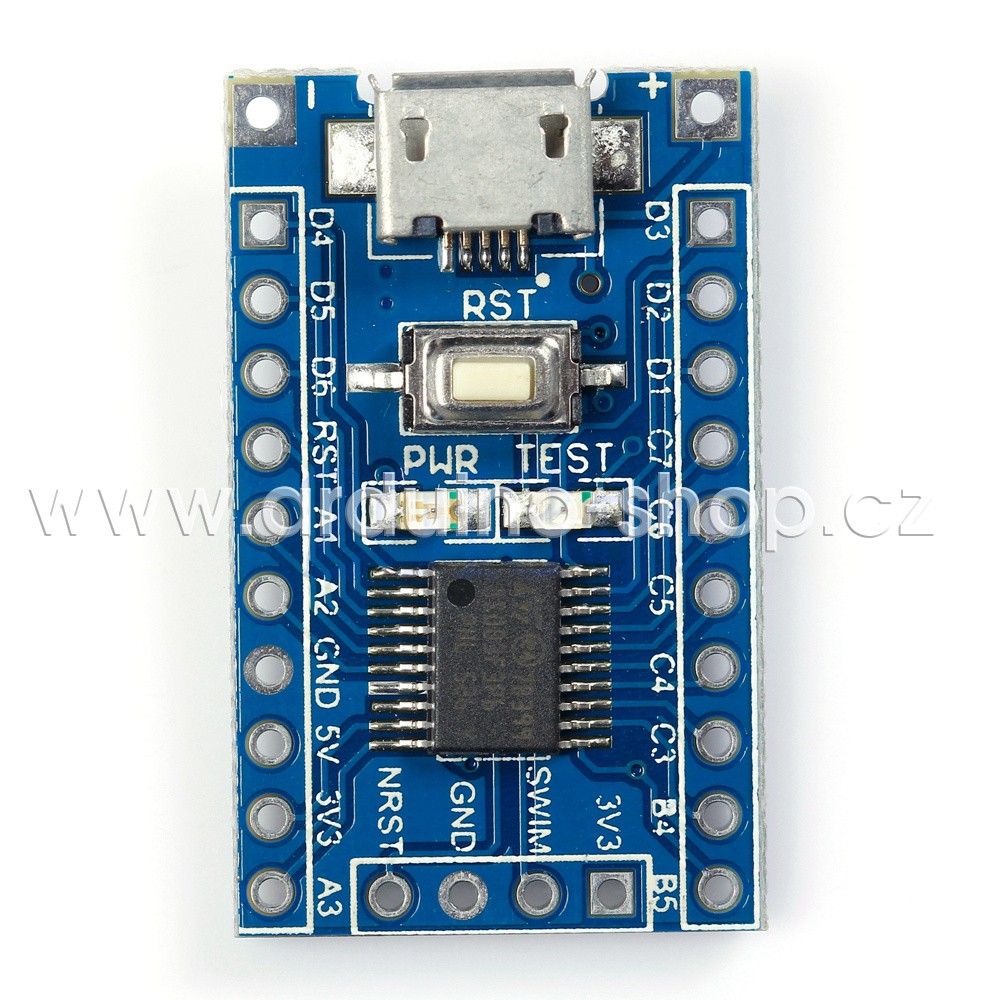 - +
D4
D5
D6
RST
A1
A2
GND
5V
3V3
A3
D3
D2
D1
C7
C6
C5
C4
C3
B4
B5
RST
PWR TEST
www.arduino-shop.cz
NRST
GND
SWIM
3V3